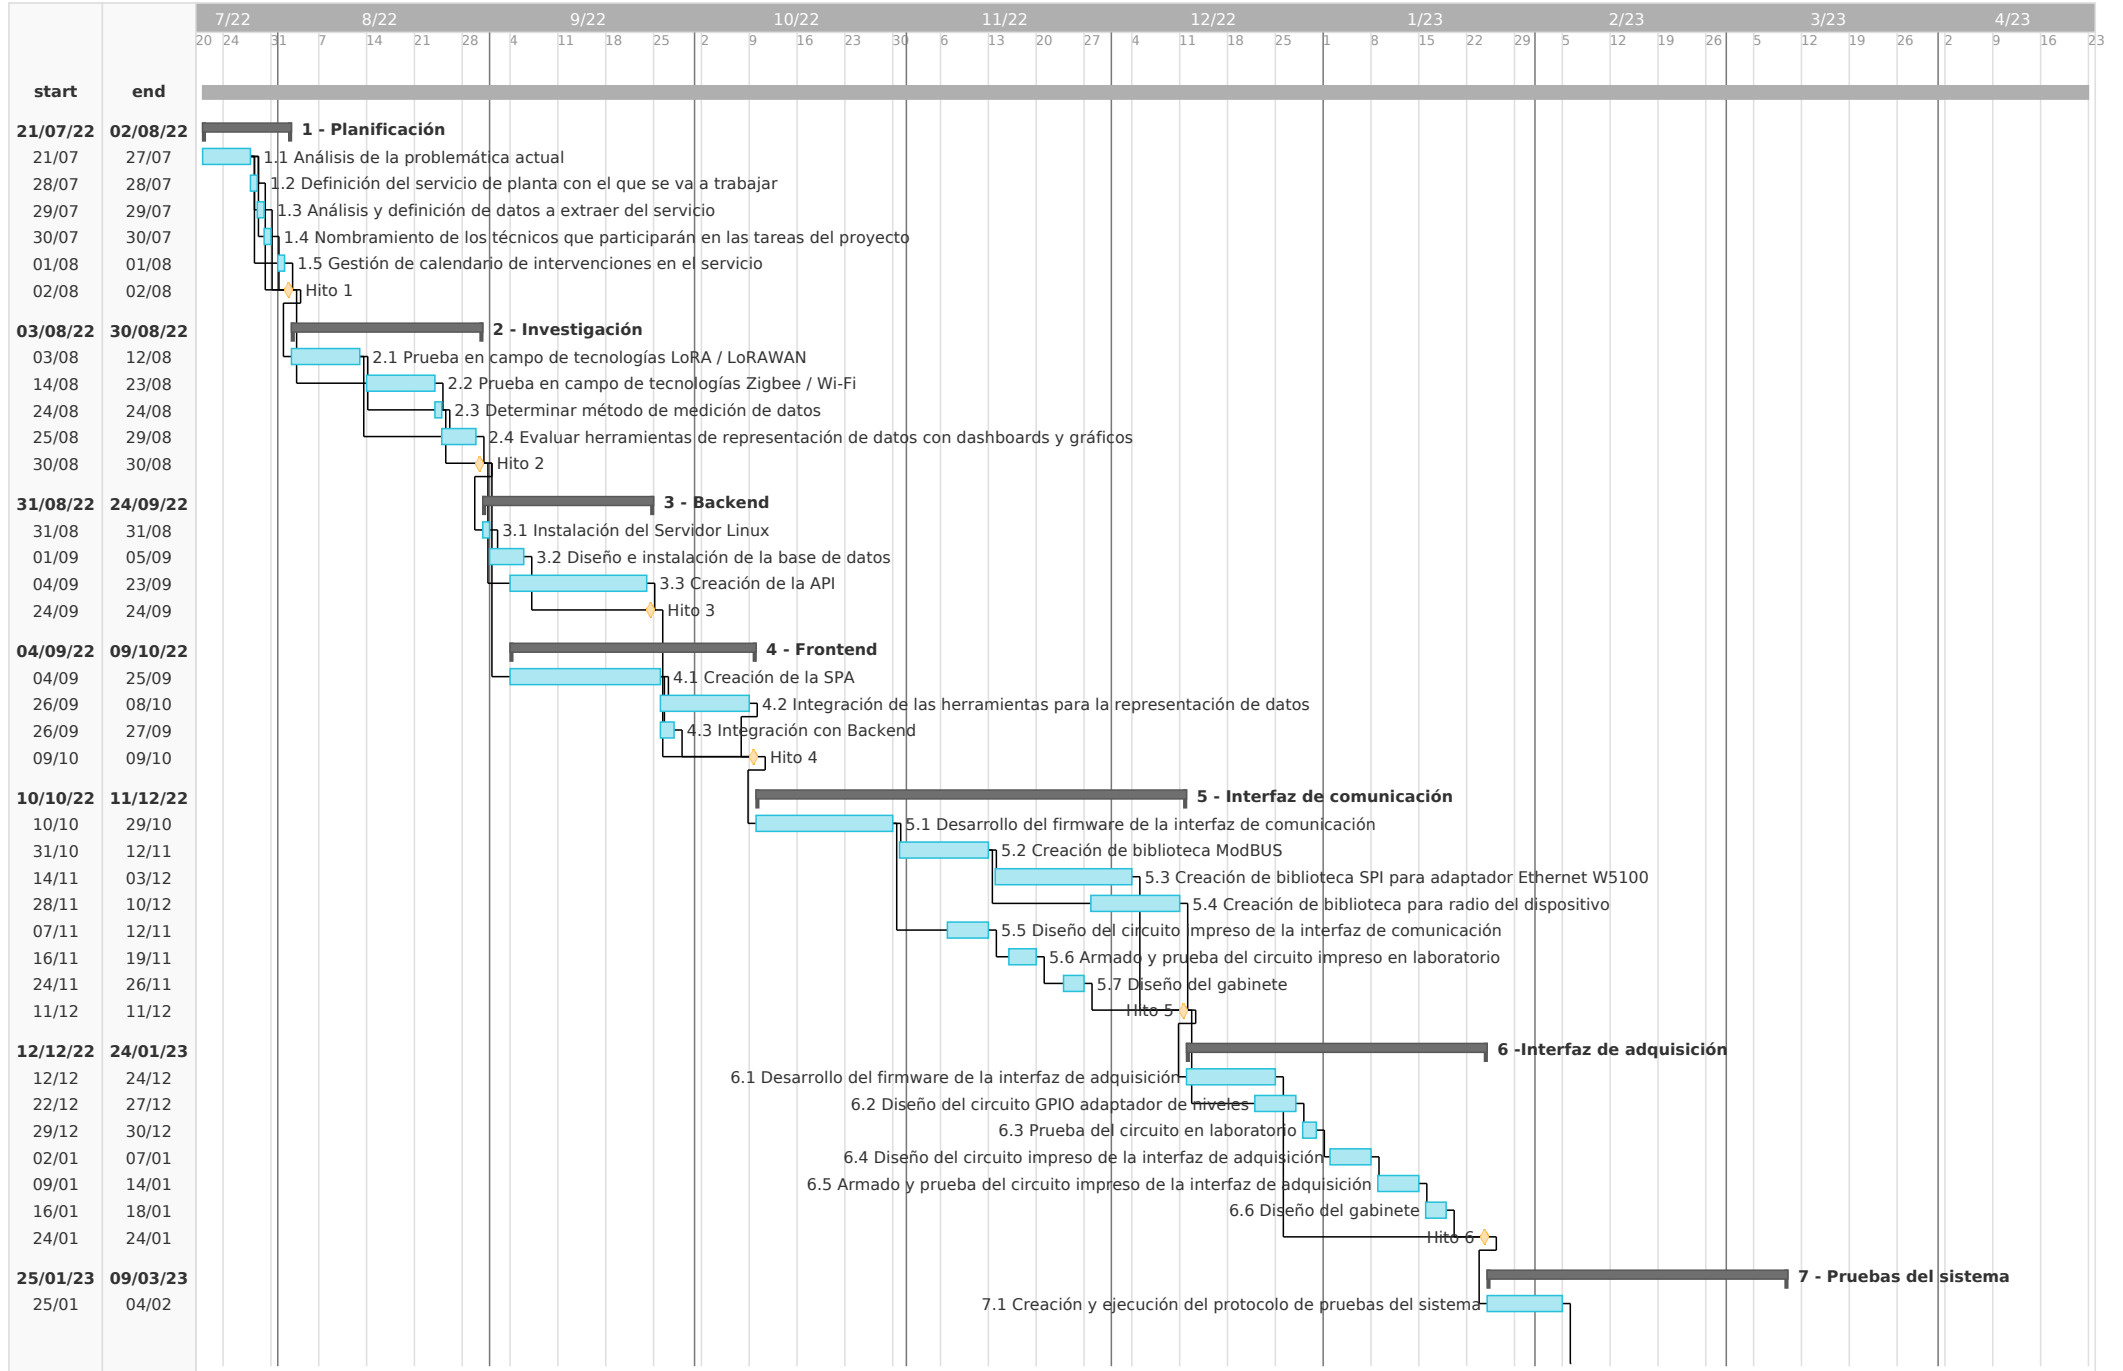 7/22 8/22 9/22 10/22 11/22 12/22 1/23 2/23 3/23 4/23
20 24 31 7 14 21 28 4 11 18 25 2 9 16 23 30 6 13 20 27 4 11 18 25 1 8 15 22 29 5 12 19 26 5 12 19 26 2 9 16 23
start end
21/07/22 02/08/22 1 - Planificación
21/07 27/07 1.1 Análisis de la problemática actual
28/07 28/07 1.2 Definición del servicio de planta con el que se va a trabajar
29/07 29/07 1.3 Análisis y definición de datos a extraer del servicio
30/07 30/07 1.4 Nombramiento de los técnicos que participarán en las tareas del proyecto
01/08 01/08 1.5 Gestión de calendario de intervenciones en el servicio
02/08 02/08 Hito 1
03/08/22 30/08/22 2 - Investigación
03/08 12/08 2.1 Prueba en campo de tecnologías LoRA / LoRAWAN
14/08 23/08 2.2 Prueba en campo de tecnologías Zigbee / Wi-Fi
24/08 24/08 2.3 Determinar método de medición de datos
25/08 29/08 2.4 Evaluar herramientas de representación de datos con dashboards y gráficos
30/08 30/08 Hito 2
31/08/22 24/09/22 3 - Backend
31/08 31/08 3.1 Instalación del Servidor Linux
01/09 05/09 3.2 Diseño e instalación de la base de datos
04/09 23/09 3.3 Creación de la API
24/09 24/09 Hito 3
04/09/22 09/10/22 4 - Frontend
04/09 25/09 4.1 Creación de la SPA
26/09 08/10 4.2 Integración de las herramientas para la representación de datos
26/09 27/09 4.3 Integración con Backend
09/10 09/10 Hito 4
10/10/22 11/12/22 5 - Interfaz de comunicación
10/10 29/10 5.1 Desarrollo del firmware de la interfaz de comunicación
31/10 12/11 5.2 Creación de biblioteca ModBUS
14/11 03/12 5.3 Creación de biblioteca SPI para adaptador Ethernet W5100
28/11 10/12 5.4 Creación de biblioteca para radio del dispositivo
07/11 12/11 5.5 Diseño del circuito impreso de la interfaz de comunicación
16/11 19/11 5.6 Armado y prueba del circuito impreso en laboratorio
24/11 26/11 5.7 Diseño del gabinete
11/12 11/12 Hito 5
12/12/22 24/01/23 6 -Interfaz de adquisición
12/12 24/12 6.1 Desarrollo del firmware de la interfaz de adquisición
22/12 27/12 6.2 Diseño del circuito GPIO adaptador de niveles
29/12 30/12 6.3 Prueba del circuito en laboratorio
02/01 07/01 6.4 Diseño del circuito impreso de la interfaz de adquisición
09/01 14/01 6.5 Armado y prueba del circuito impreso de la interfaz de adquisición
16/01 18/01 6.6 Diseño del gabinete
24/01 24/01 Hito 6
25/01/23 09/03/23 7 - Pruebas del sistema
25/01 04/02 7.1 Creación y ejecución del protocolo de pruebas del sistema